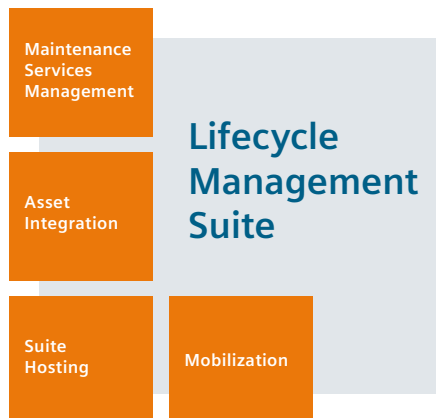 Maintenance
Services
Management
Lifecycle
Management
Suite
Asset
Integration
Suite
Hosting
Mobilization